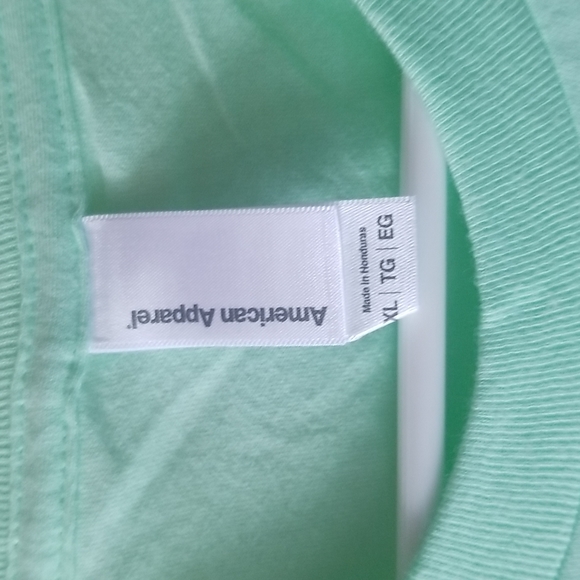 American Apparel®
Made in Honduras
XL | TG | EG